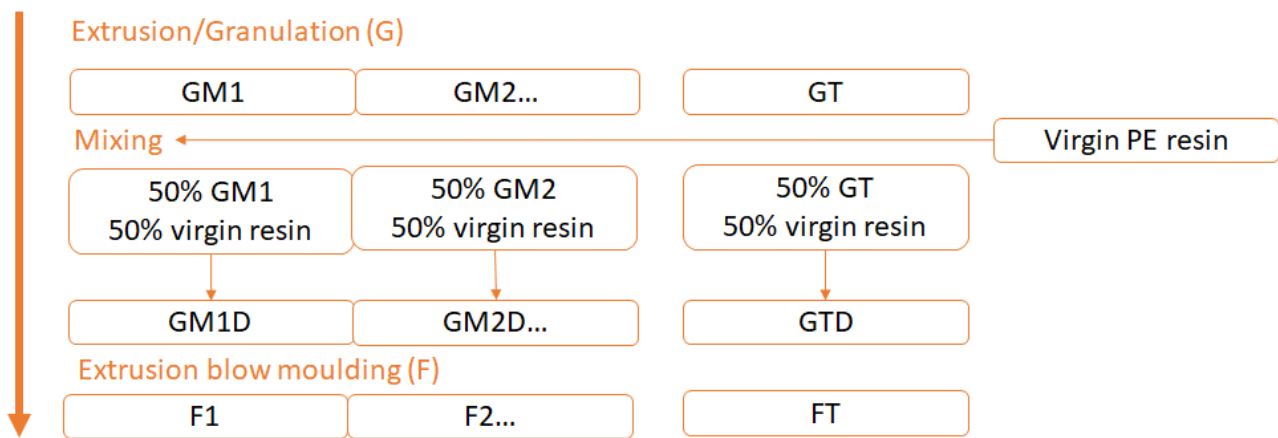 Extrusion/Granulation (G)
GM1
GM2...
GT
Mixing
Virgin PE resin
50% GM1
50% virgin resin
50% GM2
50% virgin resin
50% GT
50% virgin resin
GM1D
GM2D...
GTD
Extrusion blow moulding (F)
F1
F2...
FT